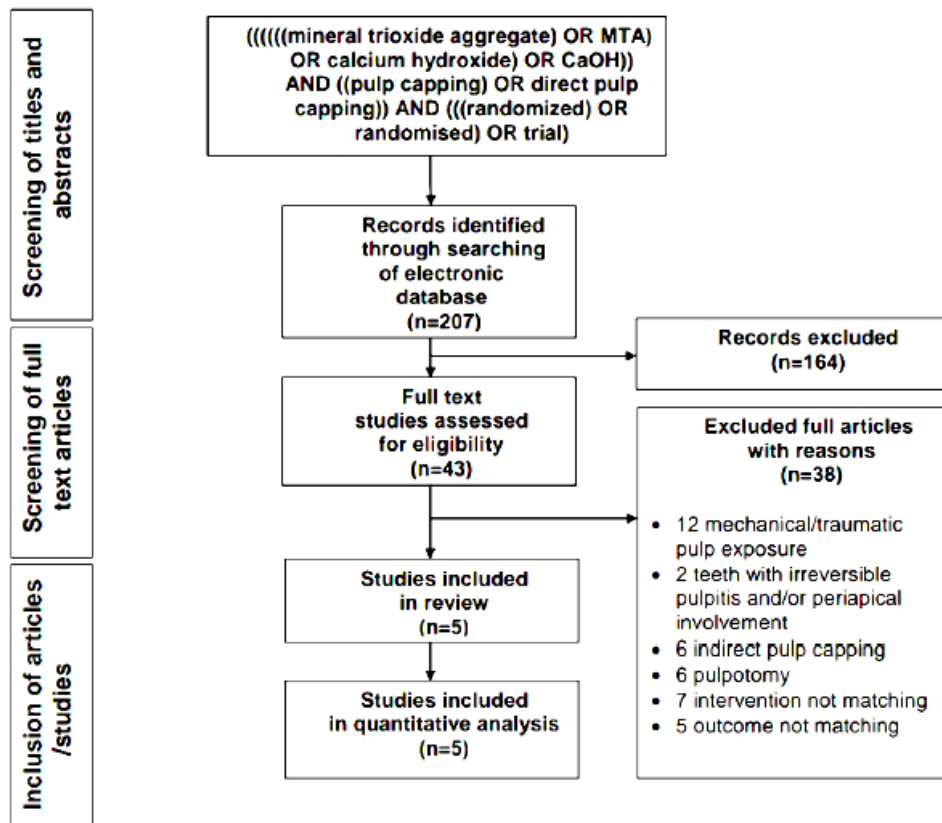 Screening of titles and
abstracts
((((((mineral trioxide aggregate) OR MTA)
OR calcium hydroxide) OR CaOH))
AND ((pulp capping) OR direct pulp
capping)) AND (((randomized) OR
randomised) OR trial)
Records identified
through searching
of electronic
database
(n=207)
Records excluded
(n=164)
Screening of full
text articles
Full text
studies assessed
for eligibility
(n=43)
Excluded full articles
with reasons
(n=38)
• 12 mechanical/traumatic
pulp exposure
• 2 teeth with irreversible
pulpitis and/or periapical
involvement
• 6 indirect pulp capping
• 6 pulpotomy
• 7 intervention not matching
• 5 outcome not matching
Inclusion of articles
/studies
Studies included
in review
(n=5)
Studies included
in quantitative analysis
(n=5)